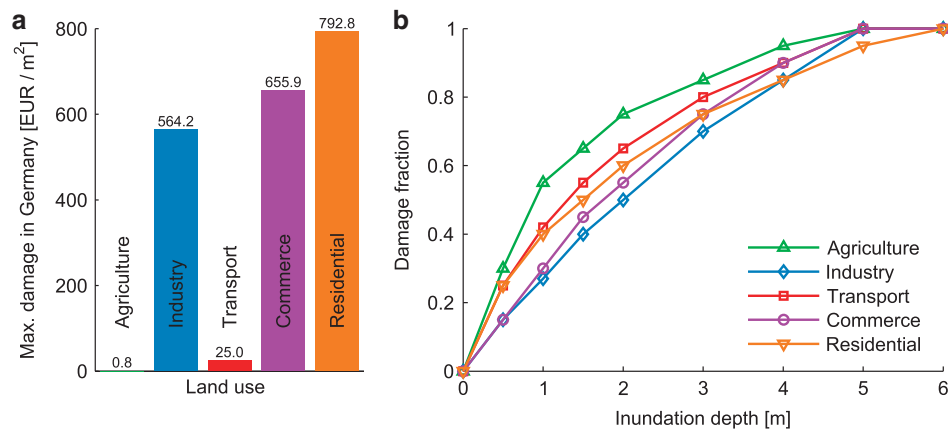 a
Max. damage in Germany [EUR / m²]
800
600
400
200
0
0.8
564.2
25.0
655.9
792.8
Agriculture
Industry
Transport
Commerce
Residential
Land use
b
Damage fraction
1
0.8
0.6
0.4
0.2
0
0
1
2
3
4
5
6
Inundation depth [m]
Agriculture
Industry
Transport
Commerce
Residential